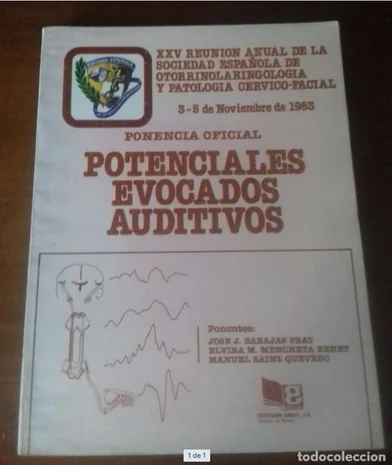 XXV REUNION ANUAL DE LA
SOCIEDAD ESPAÑOLA DE
OTORRINOLARINGOLOGIA
Y PATOLOGIA CERVICO-FACIAL
3-5 de Noviembre de 1983
PONENCIA OFICIAL
POTENCIALES
EVOCADOS
AUDITIVOS
Ponentes:
JOSE J. BARAJAS PRAT
ELVIRA M. MENCHETA BENET
MANUEL SAINZ QUEVEDO
1 de 1
todocoleccion